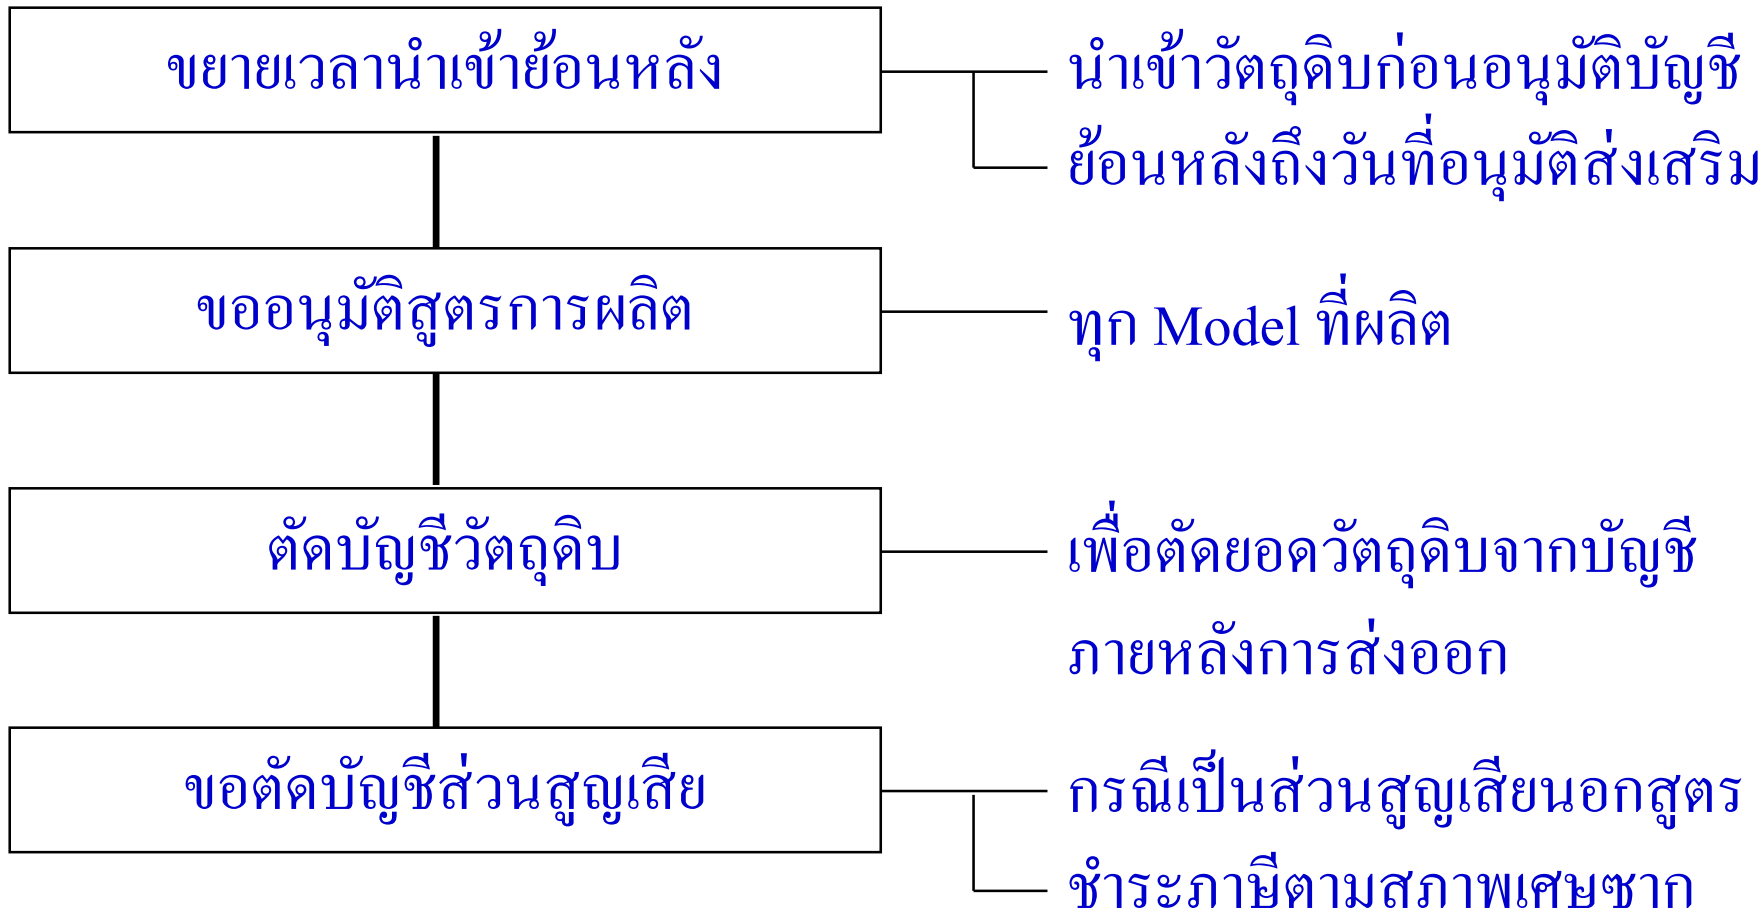 ขยายเวลานำเข้าย้อนหลัง
นำเข้าวัตถุดิบก่อนอนุมัติบัญชี
ย้อนหลังถึงวันที่อนุมัติส่งเสริม
ขออนุมัติสูตรการผลิต
ทุก Model ที่ผลิต
ตัดบัญชีวัตถุดิบ
เพื่อตัดยอดวัตถุดิบจากบัญชี
ภายหลังการส่งออก
ขอตัดบัญชีส่วนสูญเสีย
กรณีเป็นส่วนสูญเสียนอกสูตร
ชำระภาษีตามสภาพเศษซาก